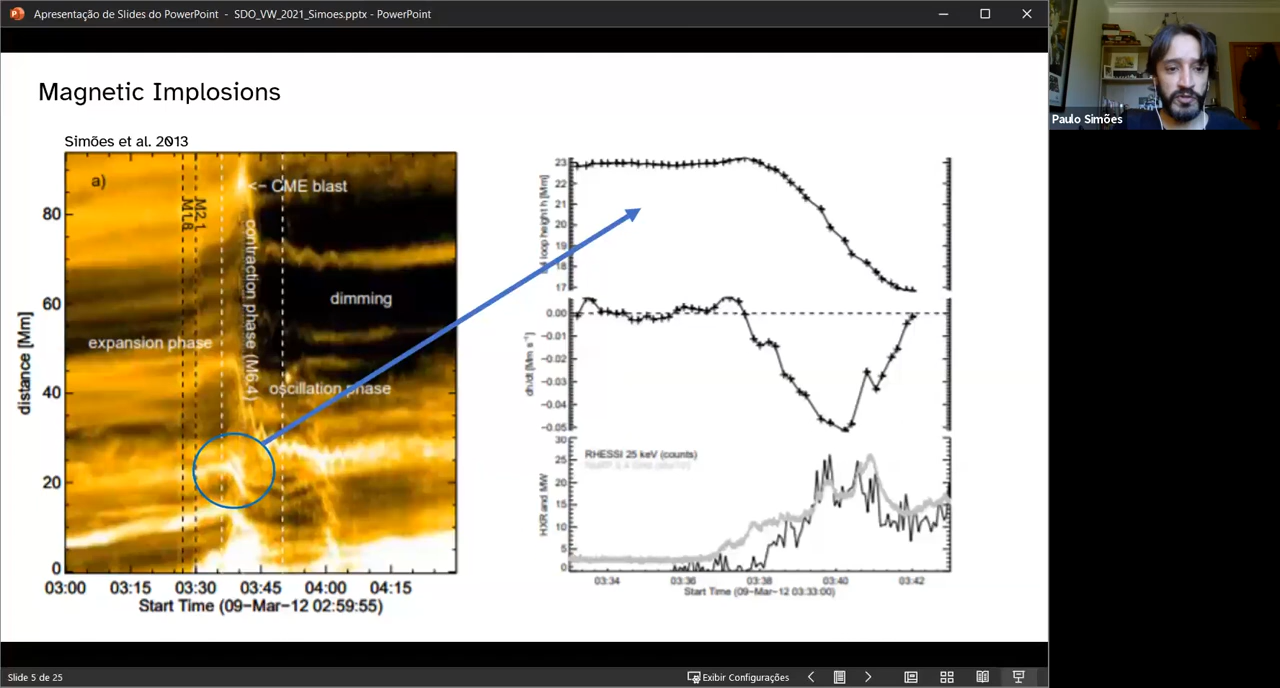 Apresentação de Slides do PowerPoint - SDO_VW_2021_Simoes.pptx - PowerPoint
Paulo Simões
Magnetic Implosions
Simões et al. 2013
a)
<- CME blast
M1.8
M2.1
contraction phase (M6.4)
dimming
expansion phase
oscillation phase
distance [Mm]
80
60
40
20
0
03:00 03:15 03:30 03:45 04:00 04:15
Start Time (09-Mar-12 02:59:55)
loop height h [Mm]
23
22
21
20
19
18
17
dh/dt [Mm s⁻¹]
0.00
-0.01
-0.02
-0.03
-0.04
-0.05
HXR and MW
30
25
20
15
10
5
0
RHESSI 25 keV (counts)
03:34 03:36 03:38 03:40 03:42
Start Time (09-Mar-12 03:33:00)
Slide 5 de 25
Exibir Configurações